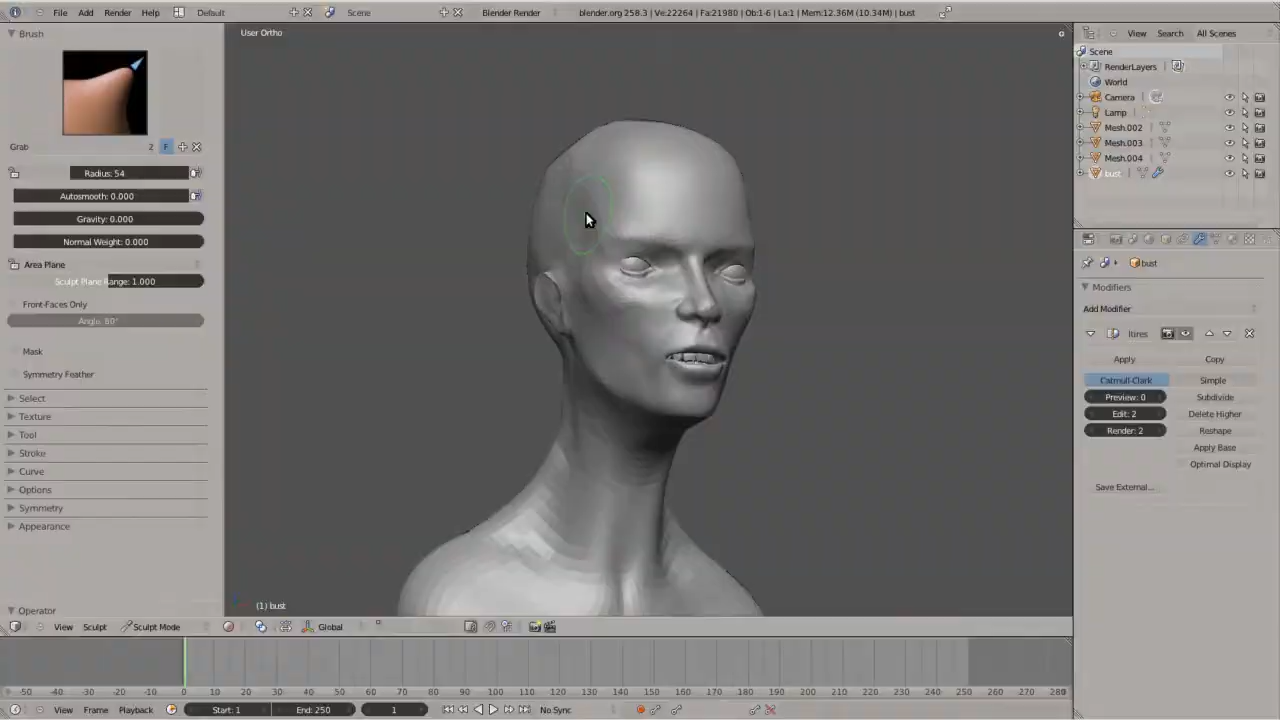 File Add Render Help Default Scene Blender Render blender.org 258.3 | Ve:22264 | Fa:21980 | Ob:1-6 | La:1 | Mem:12.36M (10.34M) | bust
Brush
User Ortho
View Search All Scenes
Scene
RenderLayers
World
Camera
Lamp
Mesh.002
Mesh.003
Mesh.004
bust
Grab 2 F
Radius: 54
Autosmooth: 0.000
Gravity: 0.000
Normal Weight: 0.000
Area Plane
Sculpt Plane Range: 1.000
Front-Faces Only
Angle: 80°
Mask
Symmetry Feather
Select
Texture
Tool
Stroke
Curve
Options
Symmetry
Appearance
Operator
bust
Modifiers
Add Modifier
ltires
Apply Copy
Catmull-Clark Simple
Preview: 0 Subdivide
Edit: 2 Delete Higher
Render: 2 Reshape
Apply Base
Optimal Display
Save External...
(1) bust
View Sculpt Sculpt Mode Global
-50 -40 -30 -20 -10 0 10 20 30 40 50 60 70 80 90 100 110 120 130 140 150 160 170 180 190 200 210 220 230 240 250 260 270 280
View Frame Playback Start: 1 End: 250 1 No Sync